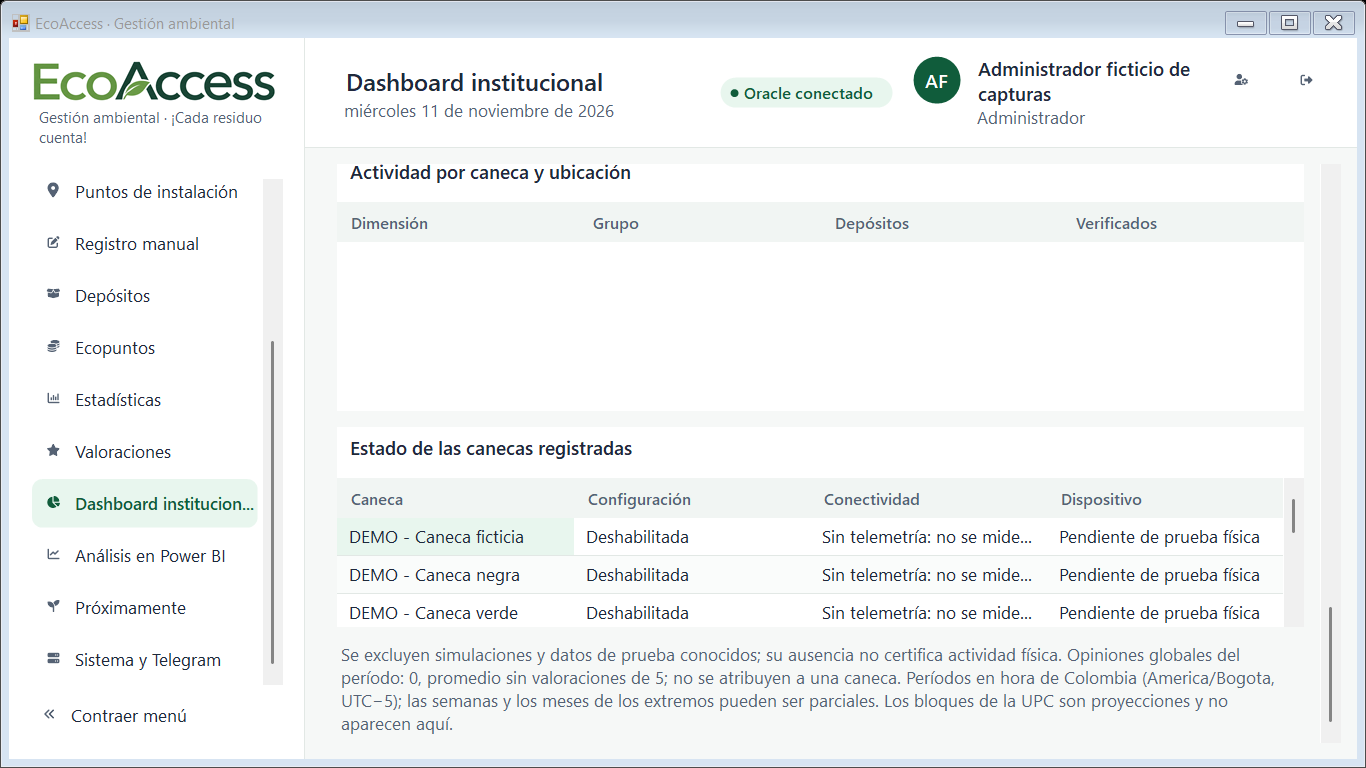 EcoAccess · Gestión ambiental
EcoAccess
Gestión ambiental · ¡Cada residuo
cuenta!
Puntos de instalación
Registro manual
Depósitos
Ecopuntos
Estadísticas
Valoraciones
Dashboard institucion...
Análisis en Power BI
Próximamente
Sistema y Telegram
Contraer menú
Dashboard institucional
miércoles 11 de noviembre de 2026
Oracle conectado
AF
Administrador ficticio de
capturas
Administrador
Actividad por caneca y ubicación
Dimensión Grupo Depósitos Verificados
Estado de las canecas registradas
Caneca Configuración Conectividad Dispositivo
DEMO - Caneca ficticia Deshabilitada Sin telemetría: no se mide... Pendiente de prueba física
DEMO - Caneca negra Deshabilitada Sin telemetría: no se mide... Pendiente de prueba física
DEMO - Caneca verde Deshabilitada Sin telemetría: no se mide... Pendiente de prueba física
Se excluyen simulaciones y datos de prueba conocidos; su ausencia no certifica actividad física. Opiniones globales del
período: 0, promedio sin valoraciones de 5; no se atribuyen a una caneca. Períodos en hora de Colombia (America/Bogota,
UTC−5); las semanas y los meses de los extremos pueden ser parciales. Los bloques de la UPC son proyecciones y no
aparecen aquí.